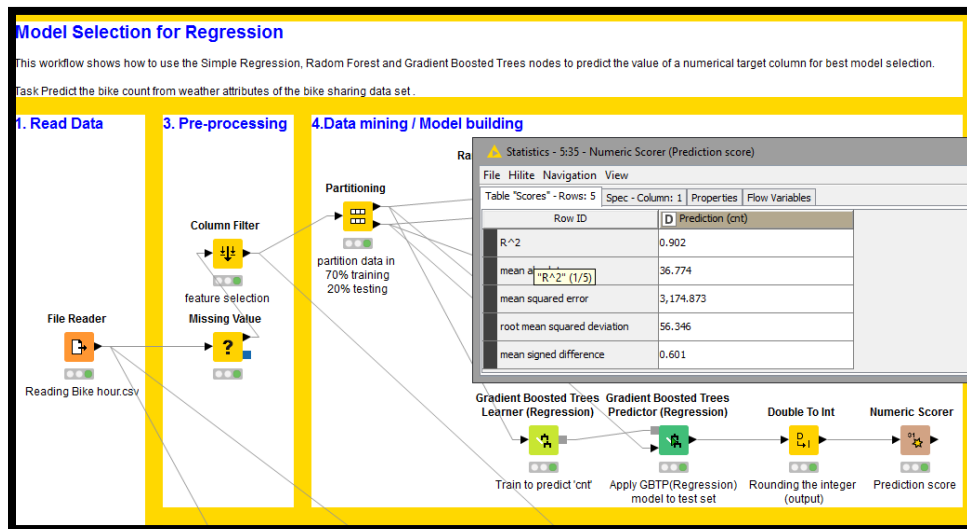 Model Selection for Regression
This workflow shows how to use the Simple Regression, Radom Forest and Gradient Boosted Trees nodes to predict the value of a numerical target column for best model selection.
Task Predict the bike count from weather attributes of the bike sharing data set .
1. Read Data
3. Pre-processing
4.Data mining / Model building
Ra
Statistics - 5:35 - Numeric Scorer (Prediction score)
File Hilite Navigation View
Table "Scores" - Rows: 5
Spec - Column: 1
Properties
Flow Variables
Row ID
D Prediction (cnt)
R^2
0.902
mean
36.774
"R^2" (1/5)
mean squared error
3,174.873
root mean squared deviation
56.346
mean signed difference
0.601
Partitioning
partition data in
70% training
20% testing
Column Filter
feature selection
File Reader
Reading Bike hour.csv
Missing Value
?
Gradient Boosted Trees
Learner (Regression)
Train to predict 'cnt'
Gradient Boosted Trees
Predictor (Regression)
Apply GBTP(Regression)
model to test set
Double To Int
D
I
Rounding the integer
(output)
Numeric Scorer
01
Prediction score